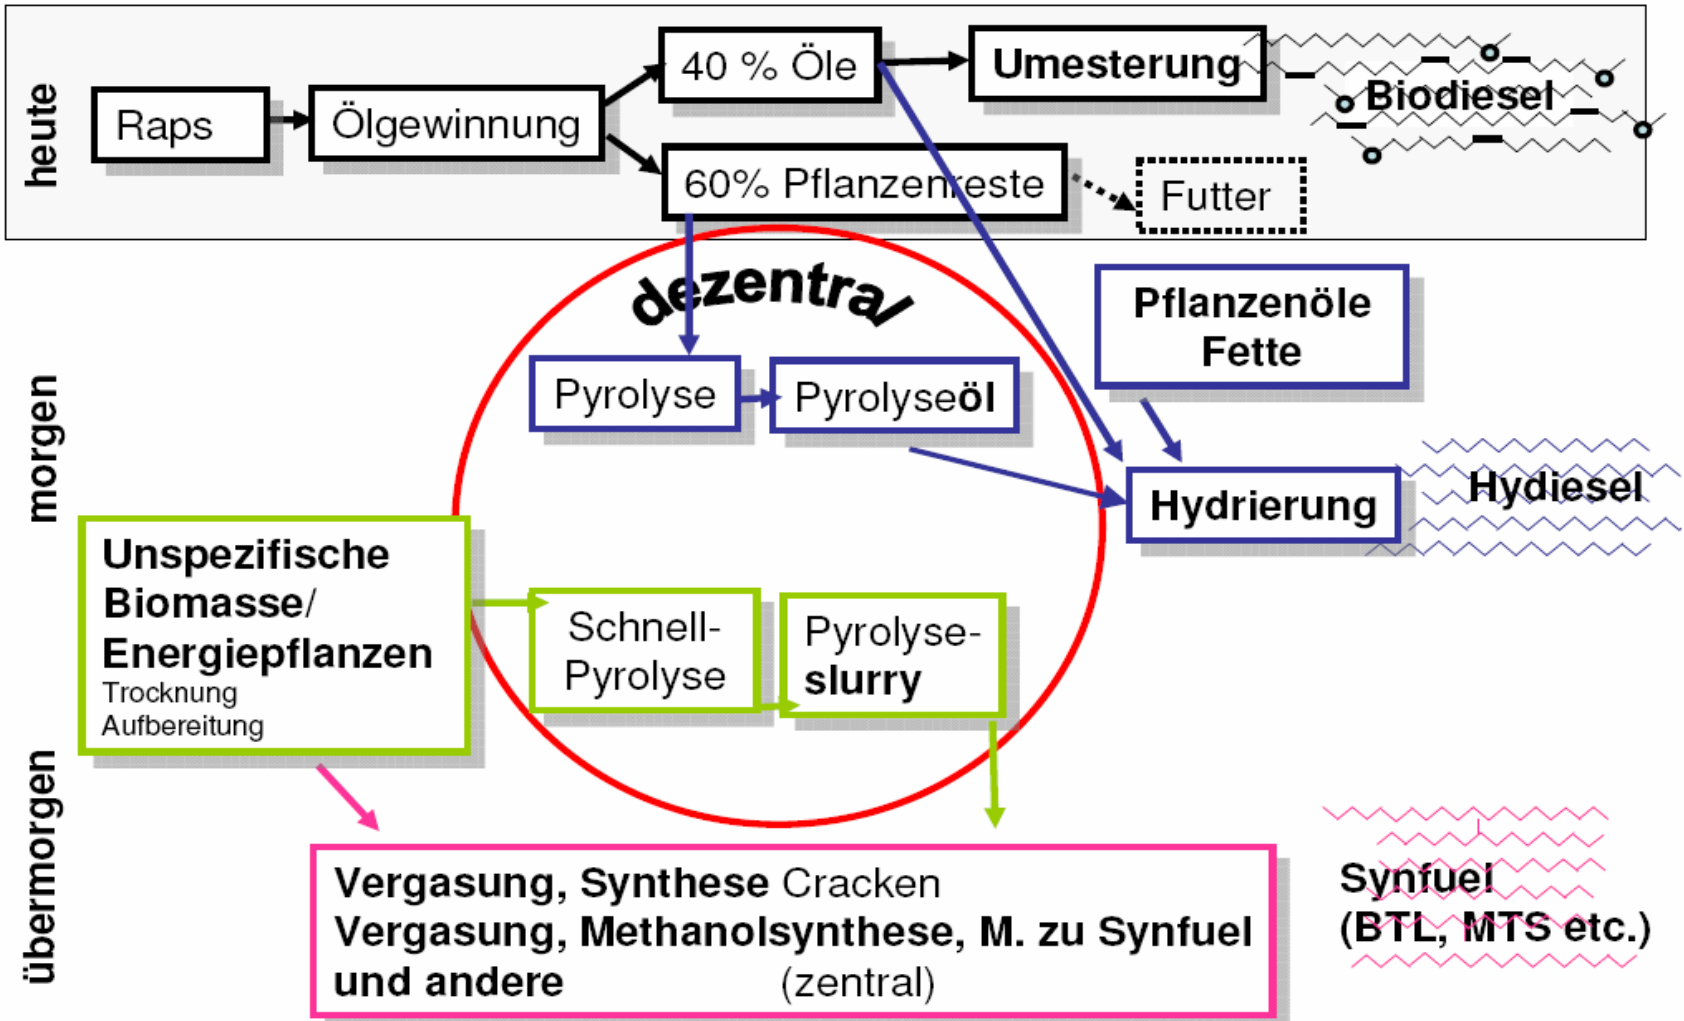 heute
Raps
Ölgewinnung
40 % Öle
60% Pflanzenreste
Umesterung
Biodiesel
Futter
dezentral
morgen
Pyrolyse
Pyrolyseöl
Pflanzenöle
Fette
Hydrierung
Hydiesel
übermorgen
Unspezifische
Biomasse/
Energiepflanzen
Trocknung
Aufbereitung
Schnell-
Pyrolyse
Pyrolyse-
slurry
Vergasung, Synthese Cracken
Vergasung, Methanolsynthese, M. zu Synfuel
und andere (zentral)
Synfuel
(BTL, MTS etc.)